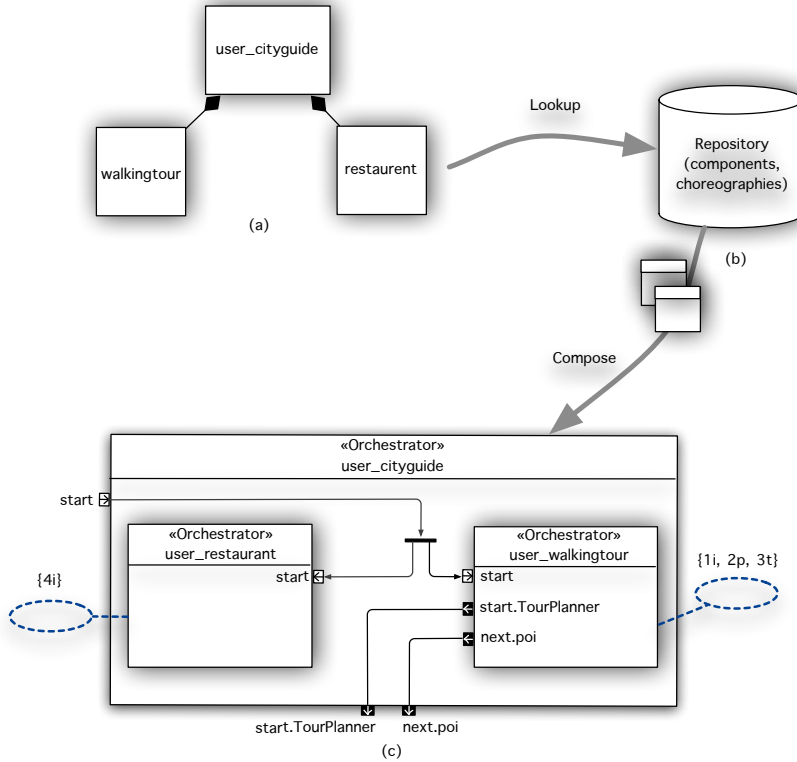 user_cityguide
walkingtour
restaurent
(a)
Lookup
Repository
(components,
choreographies)
(b)
Compose
«Orchestrator»
user_cityguide
start
«Orchestrator»
user_restaurant
start
{4i}
«Orchestrator»
user_walkingtour
start
start.TourPlanner
next.poi
{1i, 2p, 3t}
start.TourPlanner
next.poi
(c)